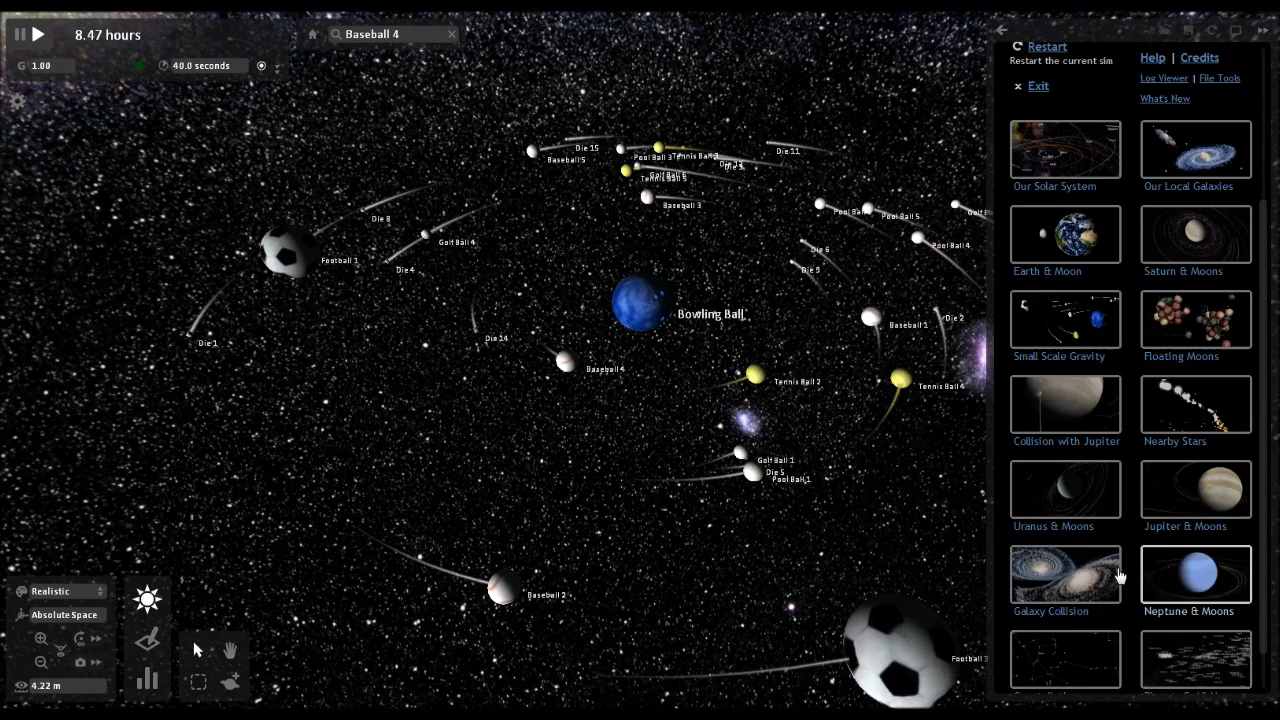 8.47 hours
Baseball 4
G 1.00
40.0 seconds
Restart
Restart the current sim
Help | Credits
Log Viewer | File Tools
Exit
What's New
Our Solar System
Our Local Galaxies
Earth & Moon
Saturn & Moons
Small Scale Gravity
Floating Moons
Collision with Jupiter
Nearby Stars
Uranus & Moons
Jupiter & Moons
Galaxy Collision
Neptune & Moons
Die 15
Baseball 5
Pool Ball 3
Die 11
Tennis Ball 5
Baseball 3
Die 8
Golf Ball 4
Football 1
Die 4
Pool Ball
Pool Ball 5
Golf B
Pool Ball 4
Die 6
Die 9
Bowling Ball
Die 2
Baseball 1
Die 1
Die 14
Baseball 4
Tennis Ball 2
Tennis Ball 4
Golf Ball 1
Die 5
Pool Ball 1
Baseball 2
Football 3
Realistic
Absolute Space
4.22 m